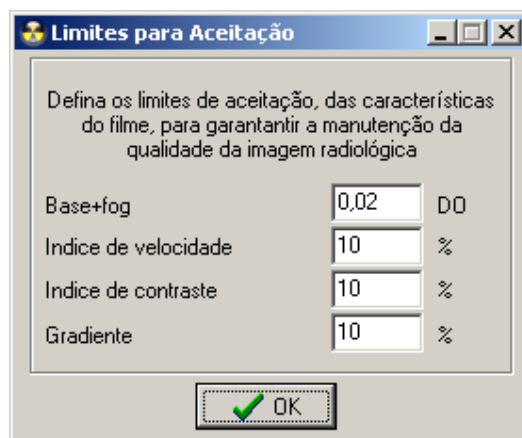 Limites para Aceitação
Defina os limites de aceitação, das características
do filme, para garantantir a manutenção da
qualidade da imagem radiológica
Base+fog 0,02 DO
Indice de velocidade 10 %
Indice de contraste 10 %
Gradiente 10 %
OK